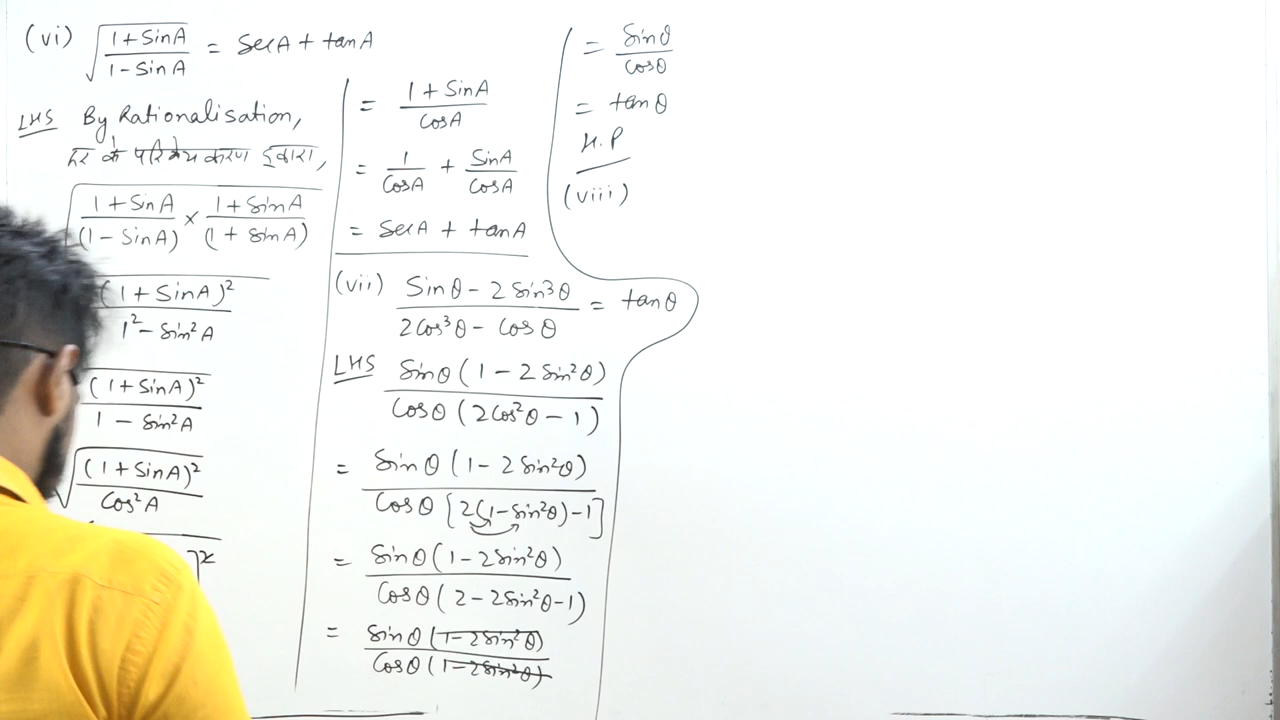 (vi) √((1+SinA)/(1-SinA)) = SecA + tanA
LHS By Rationalisation,
हर के परिमेय करण द्वारा,
√((1+SinA)/(1-SinA) × (1+SinA)/(1+SinA))
(1+SinA)²/(1²-Sin²A)
(1+SinA)²/(1-Sin²A)
√((1+SinA)²/Cos²A)
]²
= (1+SinA)/CosA
= 1/CosA + SinA/CosA
= SecA + tanA
(vii) (Sinθ-2Sin³θ)/(2Cos³θ-Cosθ) = tanθ
LHS Sinθ(1-2Sin²θ)/Cosθ(2Cos²θ-1)
= Sinθ(1-2Sin²θ)/Cosθ[2(1-Sin²θ)-1]
= Sinθ(1-2Sin²θ)/Cosθ(2-2Sin²θ-1)
= Sinθ(1-2Sin²θ)/Cosθ(1-2Sin²θ)
= Sinθ/Cosθ
= tanθ
H.P
(viii)